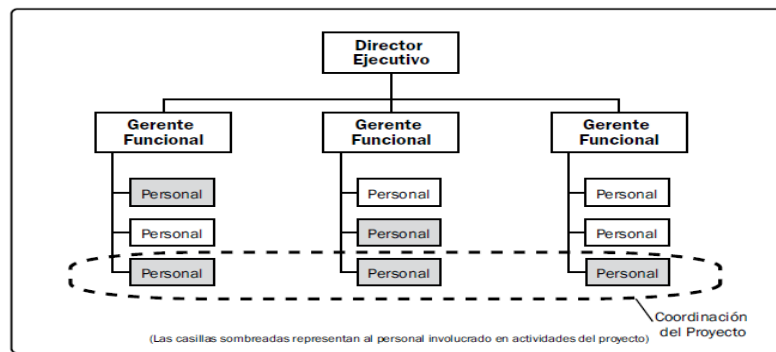 Director
Ejecutivo
Gerente
Funcional
Gerente
Funcional
Gerente
Funcional
Personal
Personal
Personal
Personal
Personal
Personal
Personal
Personal
Personal
Coordinación
del Proyecto
(Las casillas sombreadas representan al personal involucrado en actividades del proyecto)